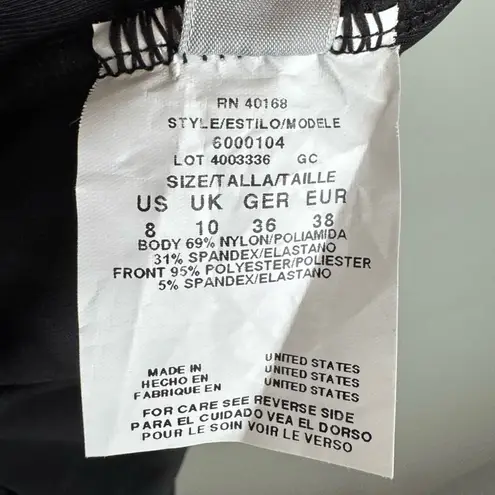 RN 40168
STYLE/ESTILO/MODELE
6000104
LOT 4003336 GC
SIZE/TALLA/TAILLE
US UK GER EUR
8 10 36 38
BODY 69% NYLON/POLIAMIDA
31% SPANDEX/ELASTANO
FRONT 95% POLYESTER/POLIESTER
5% SPANDEX/ELASTANO
MADE IN UNITED STATES
HECHO EN UNITED STATES
FABRIQUE EN UNITED STATES
FOR CARE SEE REVERSE SIDE
PARA EL CUIDADO VEA EL DORSO
POUR LE SOIN VOIR LE VERSO